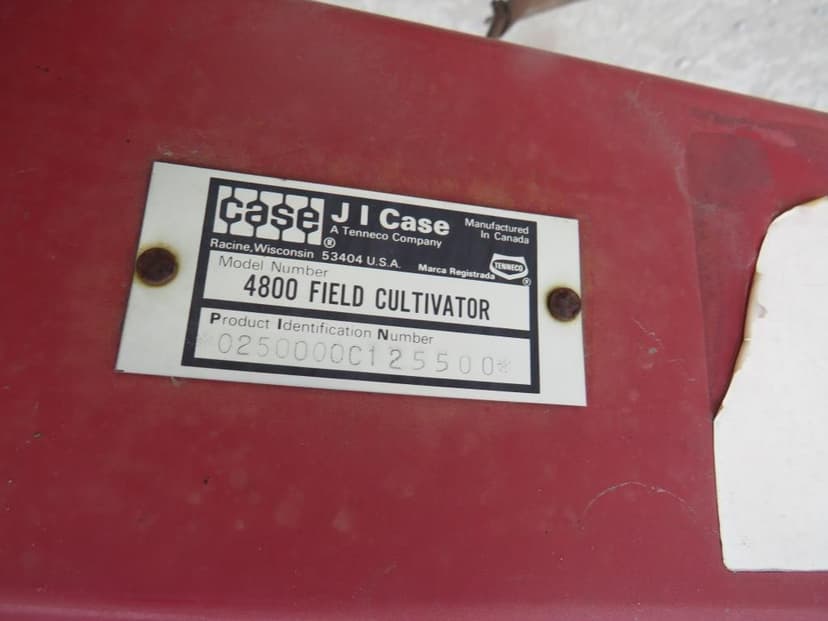 case
J I Case
A Tenneco Company
Manufactured
In Canada
®
Racine, Wisconsin 53404 U.S.A.
Marca Registrada
TENNECO
®
Model Number
4800 FIELD CULTIVATOR
Product Identification Number
*0250000C125500*